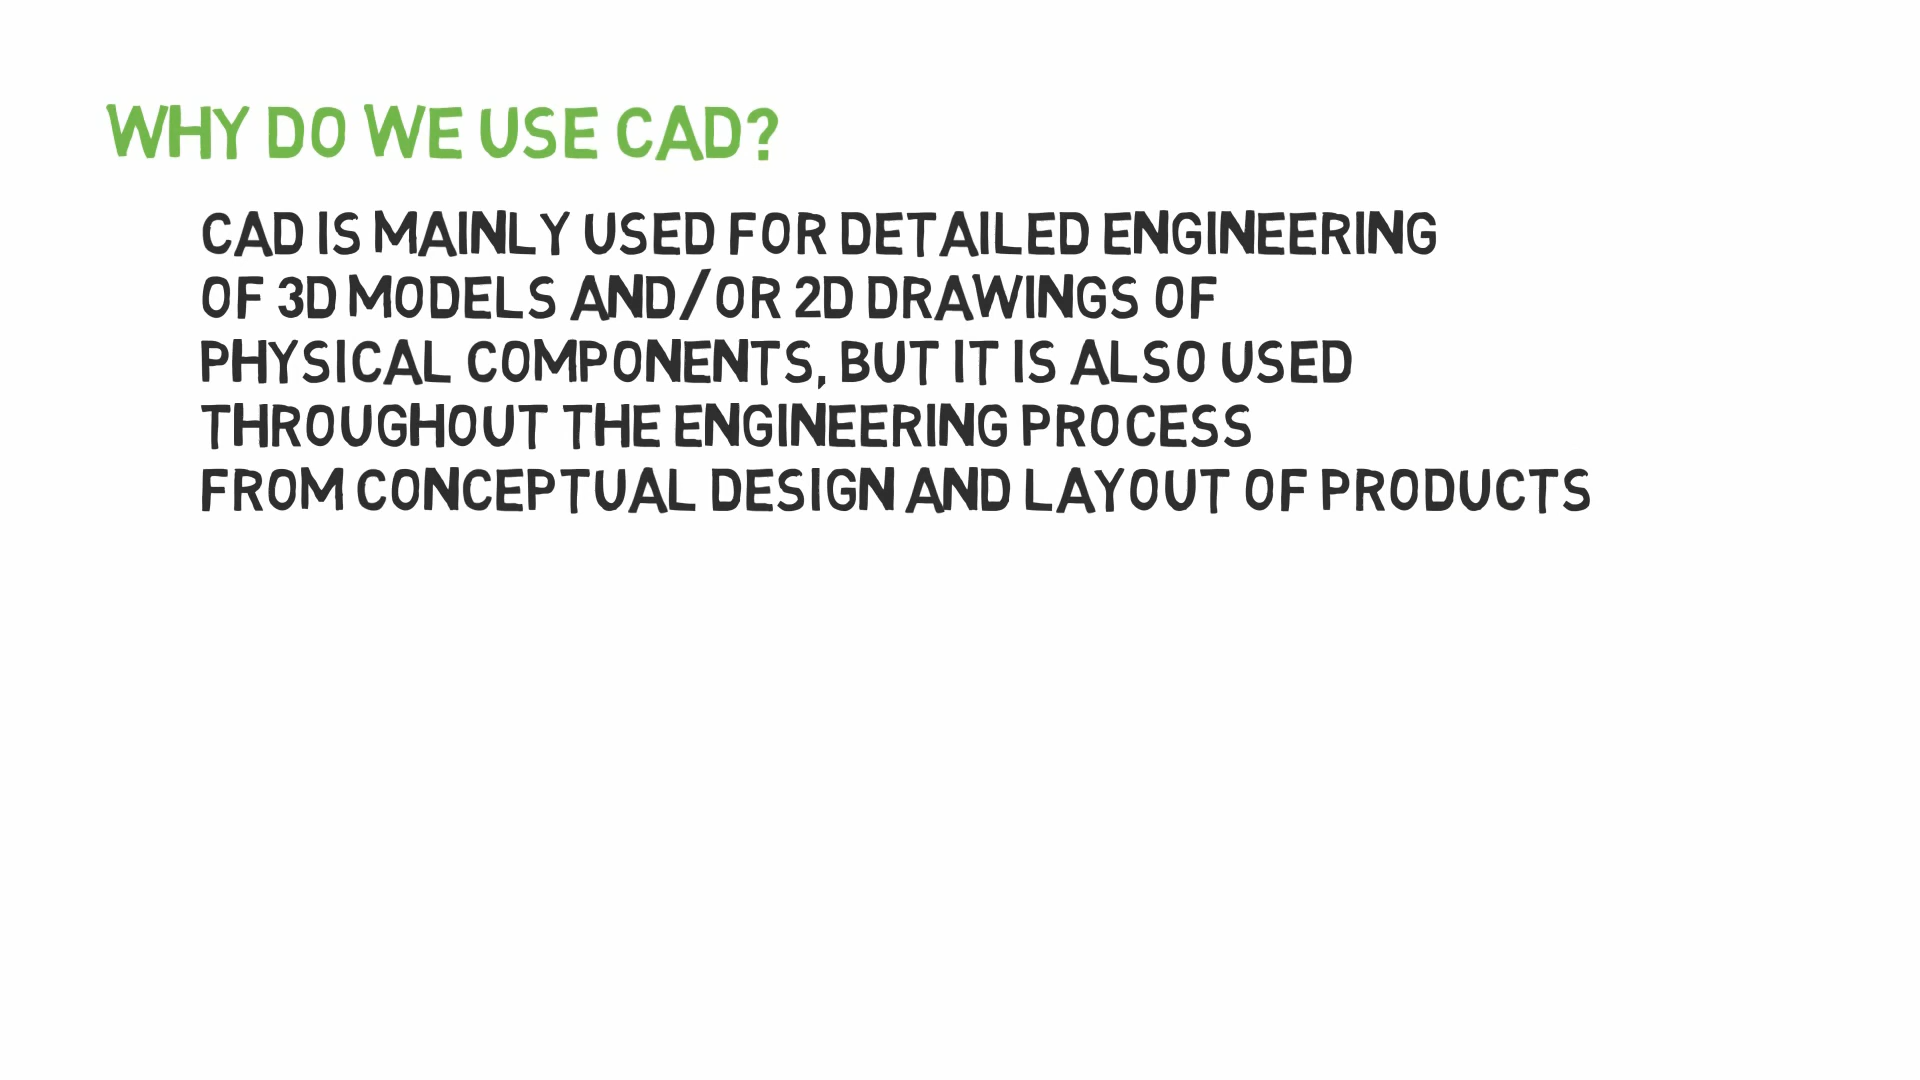 WHY DO WE USE CAD?
CAD IS MAINLY USED FOR DETAILED ENGINEERING
OF 3D MODELS AND/OR 2D DRAWINGS OF
PHYSICAL COMPONENTS, BUT IT IS ALSO USED
THROUGHOUT THE ENGINEERING PROCESS
FROM CONCEPTUAL DESIGN AND LAYOUT OF PRODUCTS